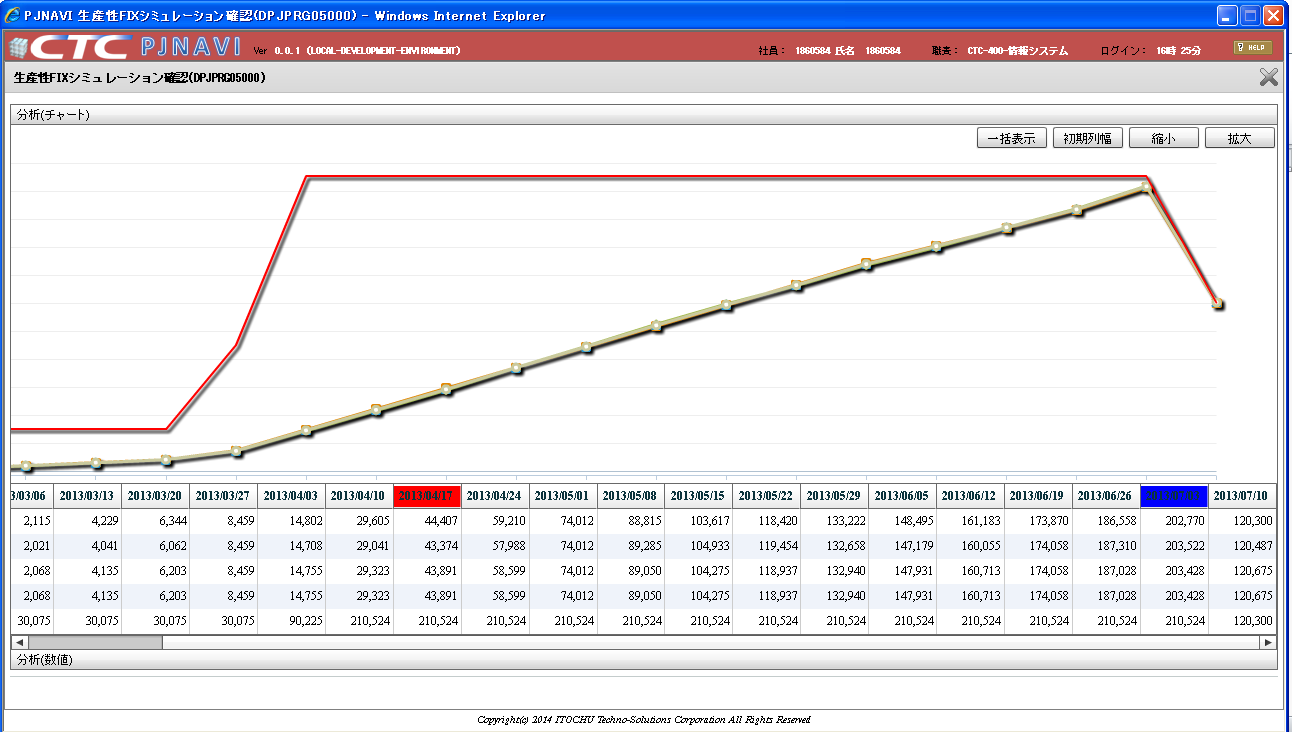 PJNAVI 生産性FIXシミュレーション確認(DPJPRG05000) - Windows Internet Explorer
CTC PJNAVI Ver 0.0.1 (LOCAL-DEVELOPMENT-ENVIRONMENT) 社員： 1860584 氏名 1860584 職責： CTC-400-情報システム ログイン： 16時 25分 ? HELP
生産性FIXシミュレーション確認(DPJPRG05000)
分析(チャート)
一括表示 初期列幅 縮小 拡大
3/03/06 2013/03/13 2013/03/20 2013/03/27 2013/04/03 2013/04/10 2013/04/17 2013/04/24 2013/05/01 2013/05/08 2013/05/15 2013/05/22 2013/05/29 2013/06/05 2013/06/12 2013/06/19 2013/06/26 2013/07/03 2013/07/10
2,115 4,229 6,344 8,459 14,802 29,605 44,407 59,210 74,012 88,815 103,617 118,420 133,222 148,495 161,183 173,870 186,558 202,770 120,300
2,021 4,041 6,062 8,459 14,708 29,041 43,374 57,988 74,012 89,285 104,933 119,454 132,658 147,179 160,055 174,058 187,310 203,522 120,487
2,068 4,135 6,203 8,459 14,755 29,323 43,891 58,599 74,012 89,050 104,275 118,937 132,940 147,931 160,713 174,058 187,028 203,428 120,675
2,068 4,135 6,203 8,459 14,755 29,323 43,891 58,599 74,012 89,050 104,275 118,937 132,940 147,931 160,713 174,058 187,028 203,428 120,675
30,075 30,075 30,075 30,075 90,225 210,524 210,524 210,524 210,524 210,524 210,524 210,524 210,524 210,524 210,524 210,524 210,524 210,524 120,300
分析(数値)
Copyright(c) 2014 ITOCHU Techno-Solutions Corporation All Rights Reserved